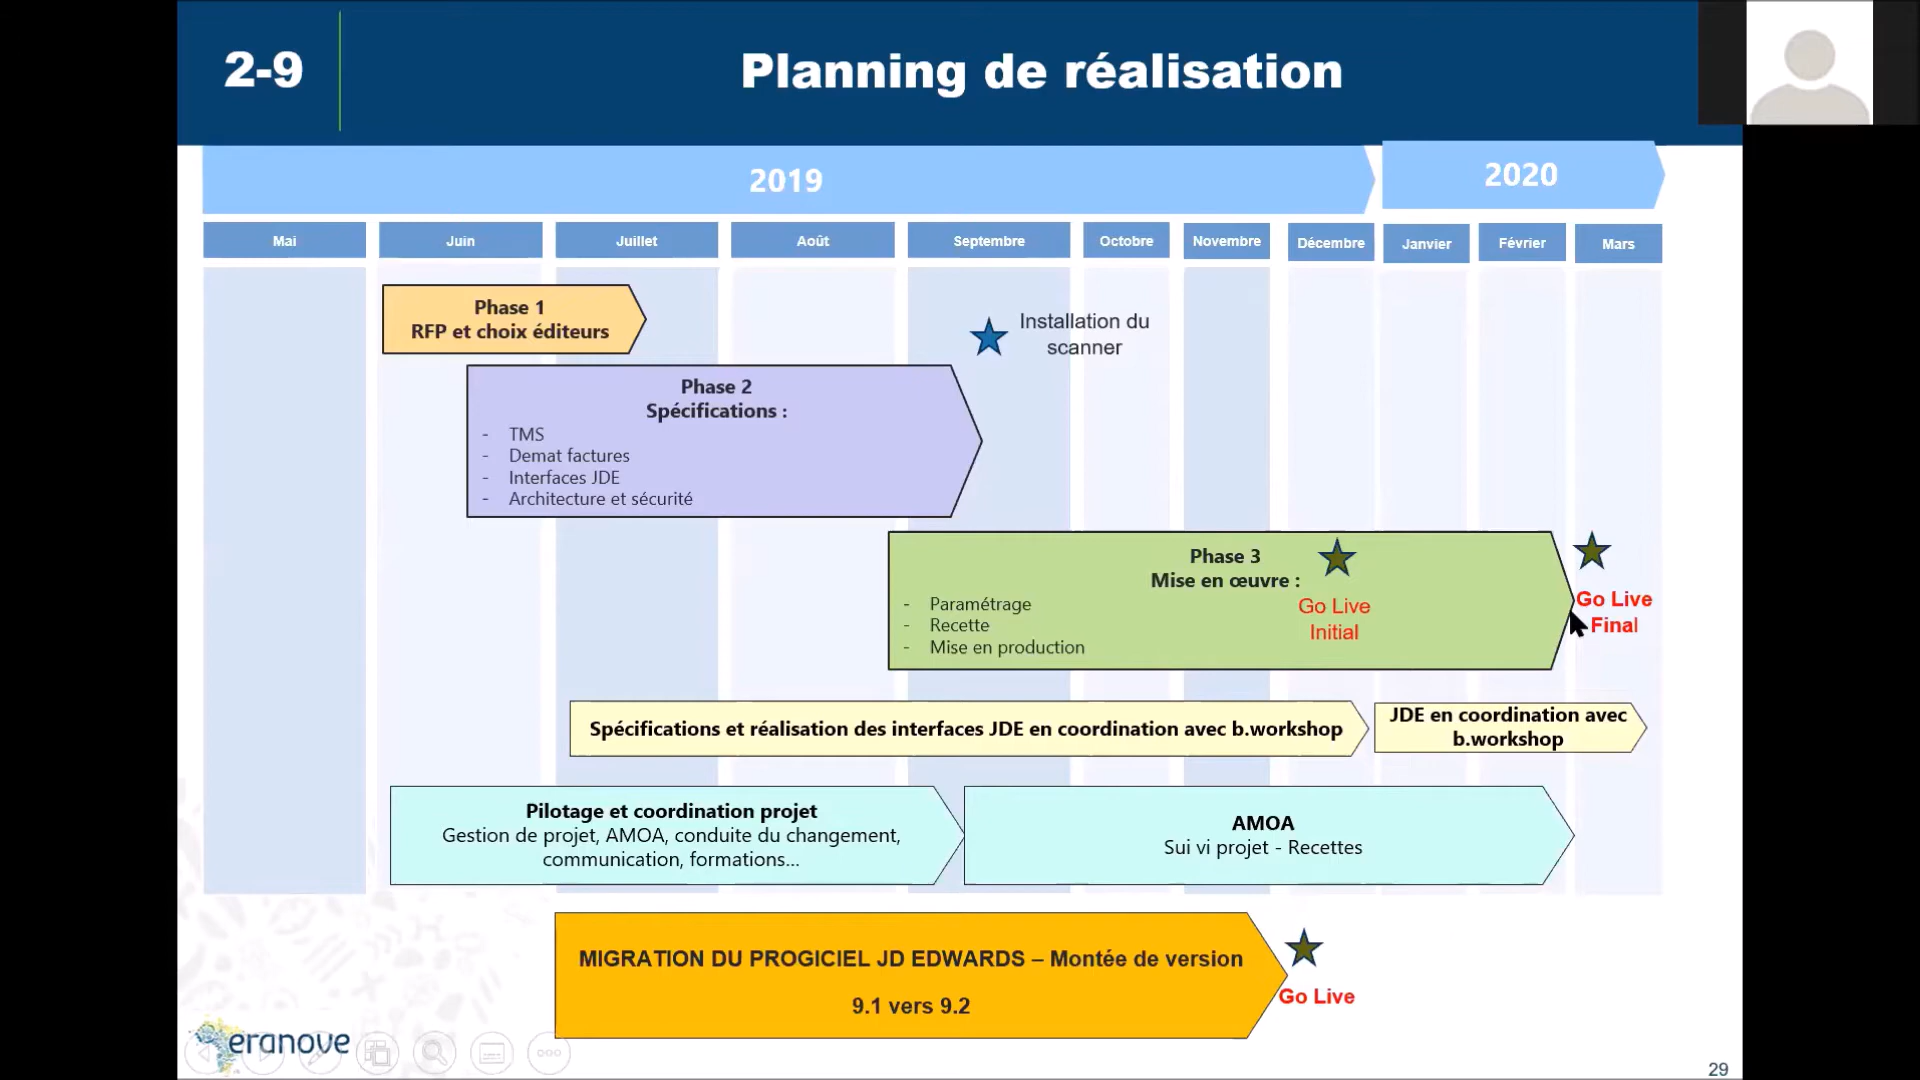 2-9
Planning de réalisation
2019
2020
Mai
Juin
Juillet
Août
Septembre
Octobre
Novembre
Décembre
Janvier
Février
Mars
Phase 1
RFP et choix éditeurs
Installation du
scanner
Phase 2
Spécifications :
- TMS
- Demat factures
- Interfaces JDE
- Architecture et sécurité
Phase 3
Mise en œuvre :
- Paramétrage
- Recette
- Mise en production
Go Live
Initial
Go Live
Final
Spécifications et réalisation des interfaces JDE en coordination avec b.workshop
JDE en coordination avec
b.workshop
Pilotage et coordination projet
Gestion de projet, AMOA, conduite du changement,
communication, formations...
AMOA
Sui vi projet - Recettes
MIGRATION DU PROGICIEL JD EDWARDS – Montée de version
9.1 vers 9.2
Go Live
eranove
29